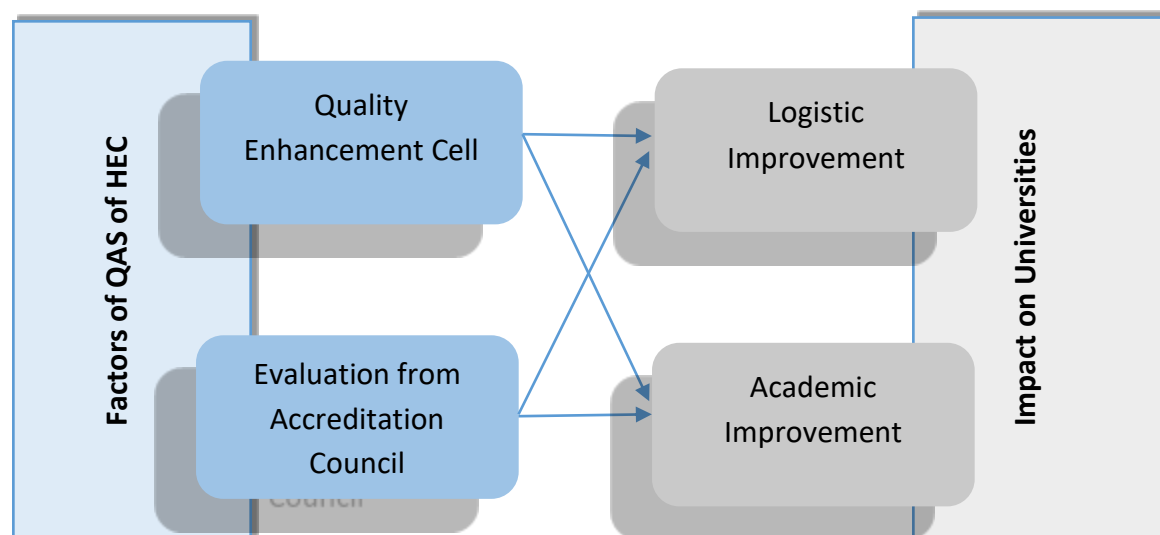 Factors of QAS of HEC
Quality
Enhancement Cell
Evaluation from
Accreditation
Council
Council
Logistic
Improvement
Academic
Improvement
Impact on Universities